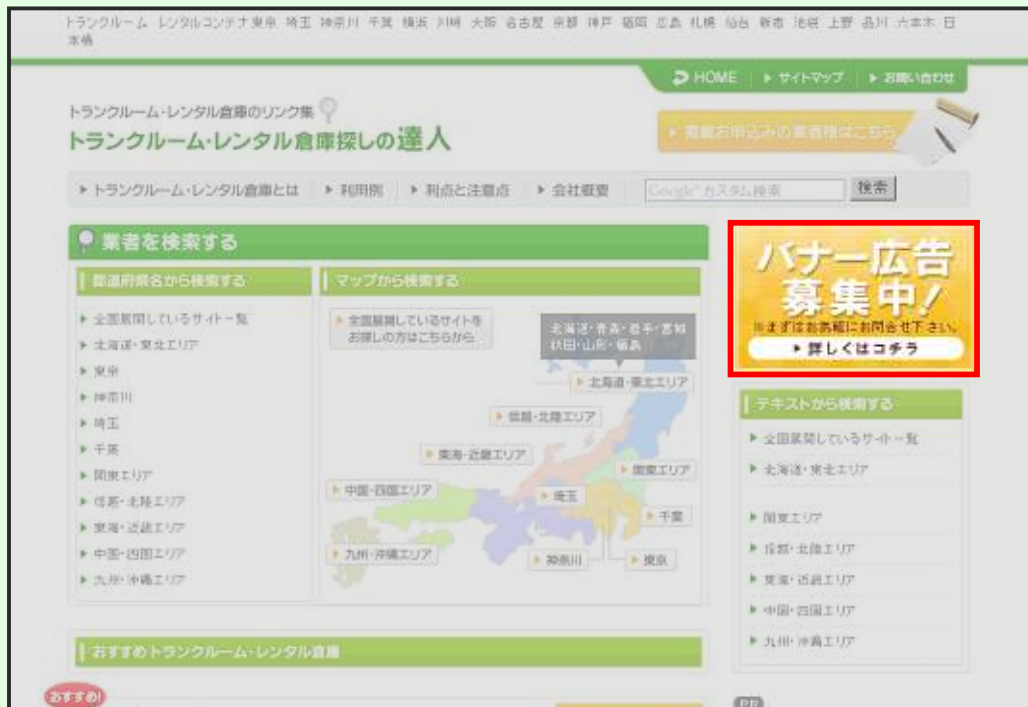 トランクルーム レンタルコンテナ東京 埼玉 神奈川 千葉 横浜 川崎 大阪 名古屋 京都 神戸 福岡 広島 札幌 仙台 新宿 池袋 上野 品川 六本木 日
本橋
HOME サイトマップ お問い合わせ
トランクルーム・レンタル倉庫のリンク集
トランクルーム・レンタル倉庫探しの達人
掲載お申込みの業者様はこちら
トランクルーム・レンタル倉庫とは 利用例 利点と注意点 会社概要 Google カスタム検索 検索
業者を検索する
都道府県名から検索する
全国展開しているサイト一覧
北海道・東北エリア
東京
神奈川
埼玉
千葉
関東エリア
信越・北陸エリア
東海・近畿エリア
中国・四国エリア
九州・沖縄エリア
マップから検索する
全国展開しているサイトを
お探しの方はこちらから
北海道・青森・岩手・宮城
秋田・山形・福島
北海道・東北エリア
信越・北陸エリア
東海・近畿エリア
関東エリア
中国・四国エリア
埼玉
千葉
九州・沖縄エリア
神奈川
東京
バナー広告
募集中!
※まずはお気軽にお問合せ下さい。
詳しくはコチラ
テキストから検索する
全国展開しているサイト一覧
北海道・東北エリア
関東エリア
信越・北陸エリア
東海・近畿エリア
中国・四国エリア
九州・沖縄エリア
おすすめトランクルーム・レンタル倉庫
おすすめ!
PR